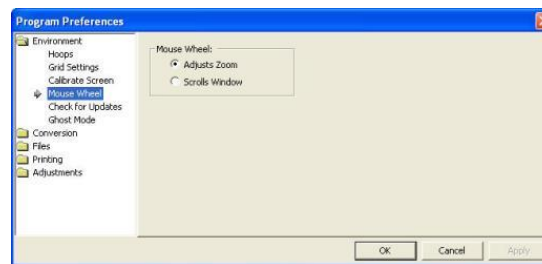 Program Preferences
Environment
Hoops
Grid Settings
Calibrate Screen
Mouse Wheel
Check for Updates
Ghost Mode
Conversion
Files
Printing
Adjustments
Mouse Wheel:
Adjusts Zoom
Scrolls Window
OK
Cancel
Apply